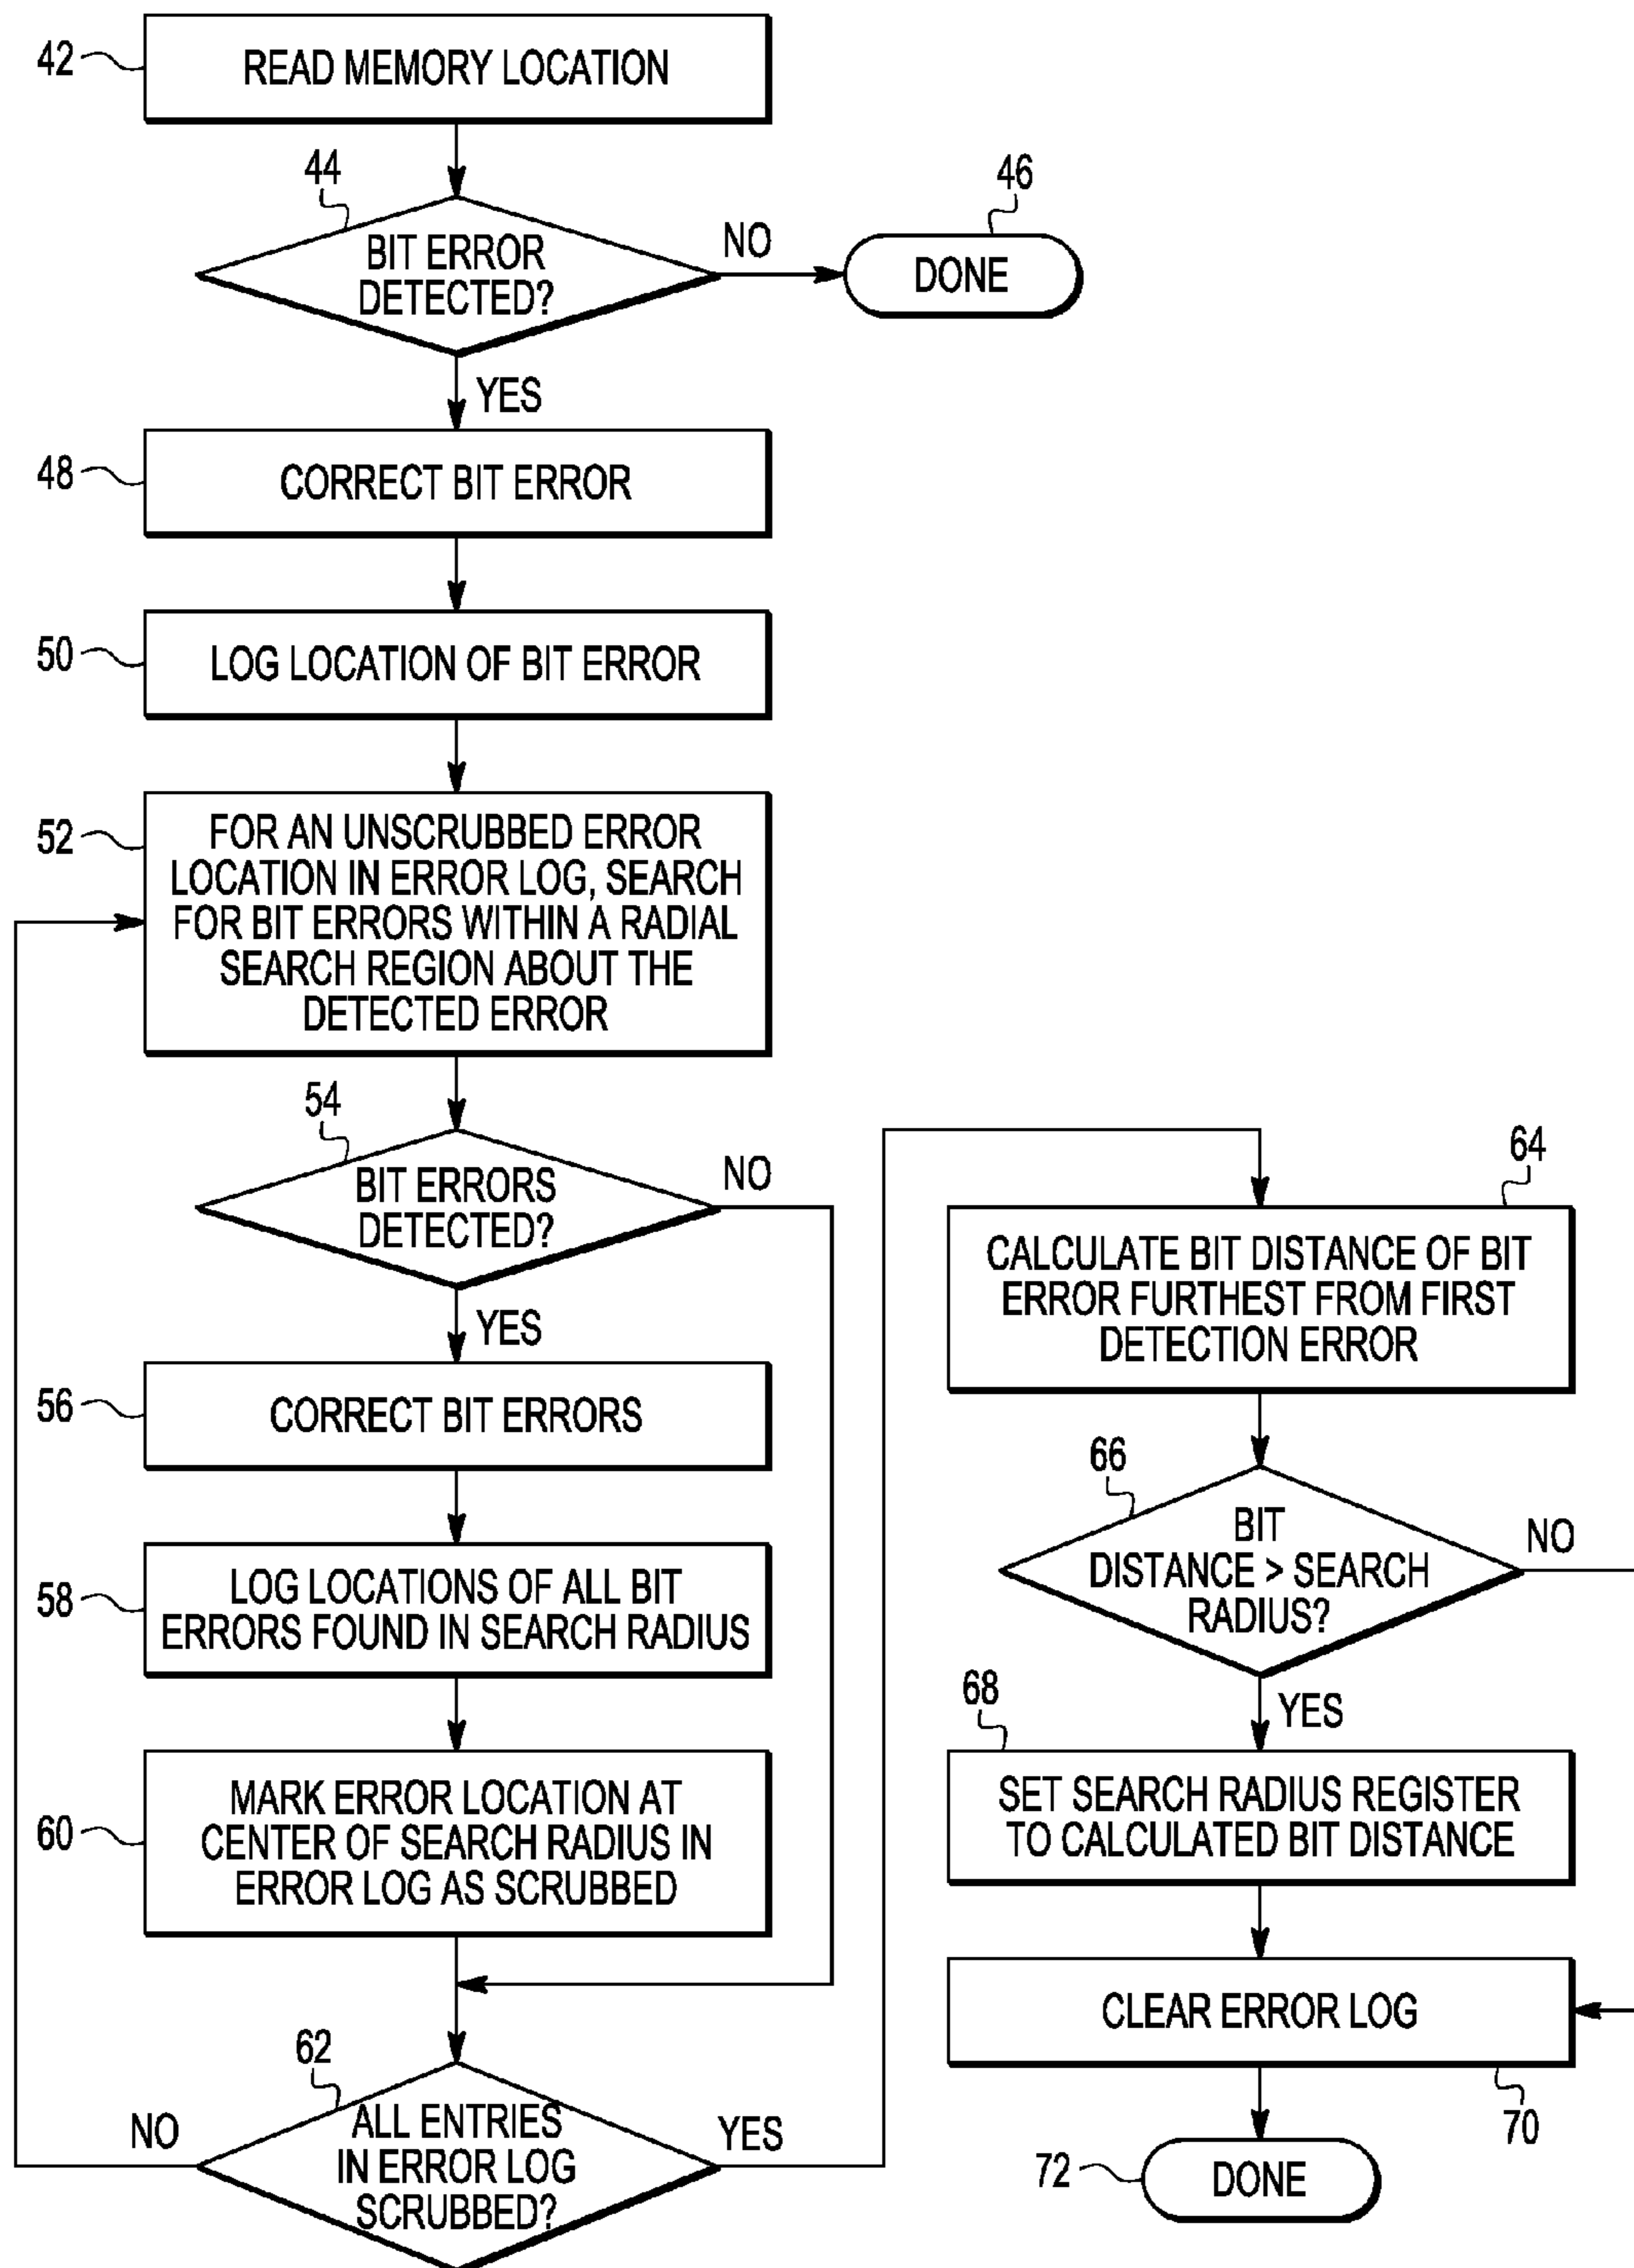 42
READ MEMORY LOCATION
44
BIT ERROR
DETECTED?
NO
46
DONE
YES
48
CORRECT BIT ERROR
50
LOG LOCATION OF BIT ERROR
52
FOR AN UNSCRUBBED ERROR
LOCATION IN ERROR LOG, SEARCH
FOR BIT ERRORS WITHIN A RADIAL
SEARCH REGION ABOUT THE
DETECTED ERROR
54
BIT ERRORS
DETECTED?
NO
YES
56
CORRECT BIT ERRORS
58
LOG LOCATIONS OF ALL BIT
ERRORS FOUND IN SEARCH RADIUS
60
MARK ERROR LOCATION AT
CENTER OF SEARCH RADIUS IN
ERROR LOG AS SCRUBBED
62
ALL ENTRIES
IN ERROR LOG
SCRUBBED?
NO
YES
64
CALCULATE BIT DISTANCE OF BIT
ERROR FURTHEST FROM FIRST
DETECTION ERROR
66
BIT
DISTANCE > SEARCH
RADIUS?
NO
YES
68
SET SEARCH RADIUS REGISTER
TO CALCULATED BIT DISTANCE
CLEAR ERROR LOG
70
72
DONE